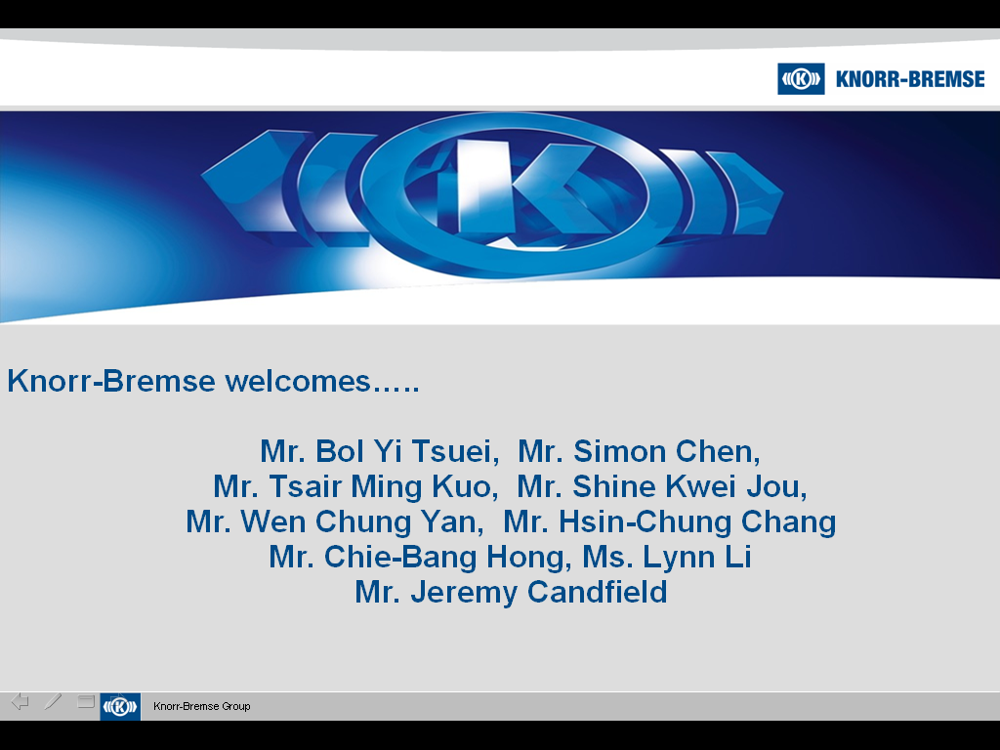 KNORR-BREMSE
K
Knorr-Bremse welcomes.....
Mr. Bol Yi Tsuei, Mr. Simon Chen,
Mr. Tsair Ming Kuo, Mr. Shine Kwei Jou,
Mr. Wen Chung Yan, Mr. Hsin-Chung Chang
Mr. Chie-Bang Hong, Ms. Lynn Li
Mr. Jeremy Candfield
Knorr-Bremse Group